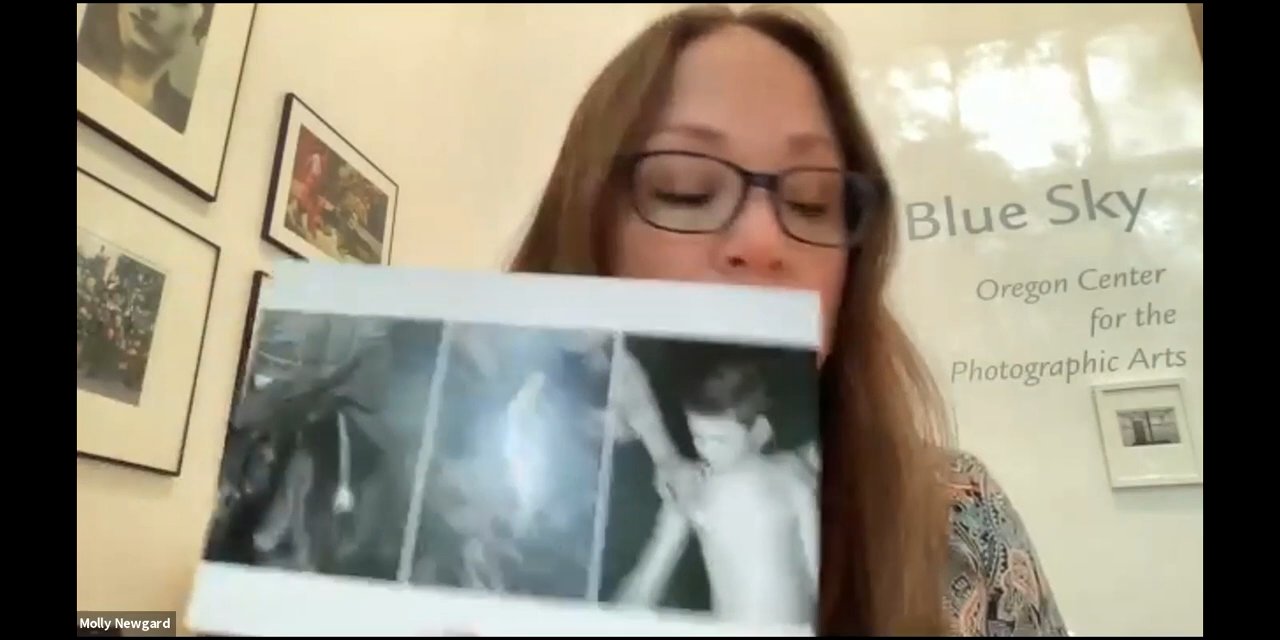 Blue Sky
Oregon Center
for the
Photographic Arts
Molly Newgard